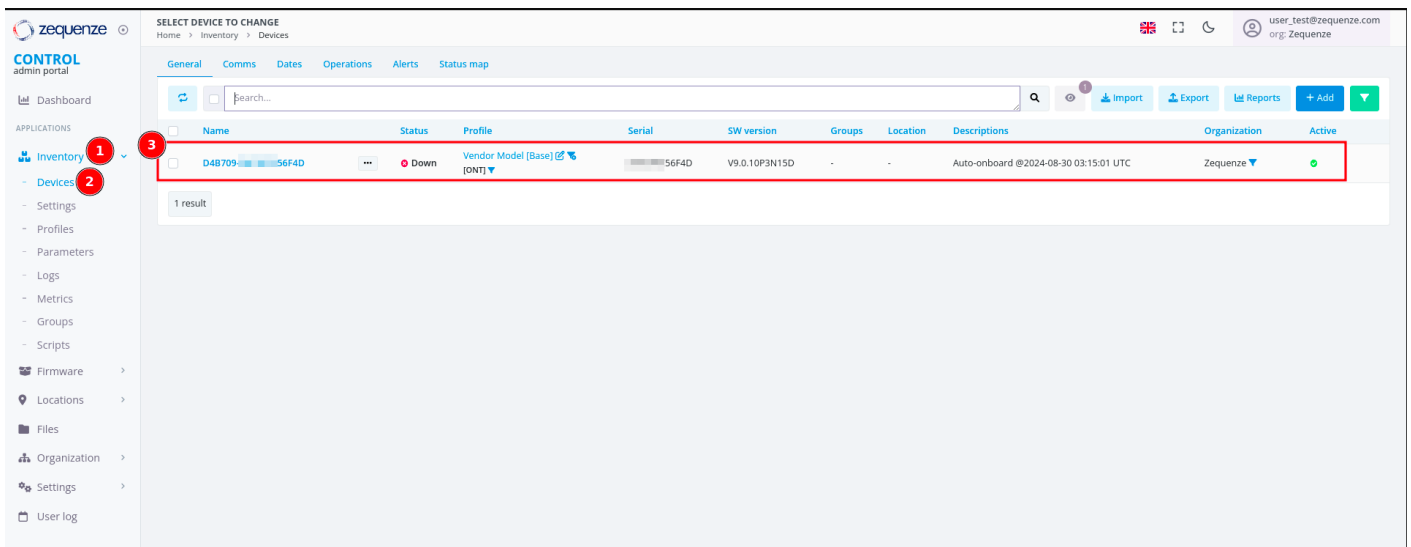 zequenze
CONTROL
admin portal
Dashboard
APPLICATIONS
Inventory 1
Devices 2
Settings
Profiles
Parameters
Logs
Metrics
Groups
Scripts
Firmware
Locations
Files
Organization
Settings
User log
SELECT DEVICE TO CHANGE
Home > Inventory > Devices
user_test@zequenze.com
org: Zequenze
General Comms Dates Operations Alerts Status map
Search... 1 Import Export Reports + Add
Name Status Profile Serial SW version Groups Location Descriptions Organization Active
3
D4B709- 56F4D ... Down Vendor Model [Base] 56F4D V9.0.10P3N15D - - Auto-onboard @2024-08-30 03:15:01 UTC Zequenze
[ONT]
1 result